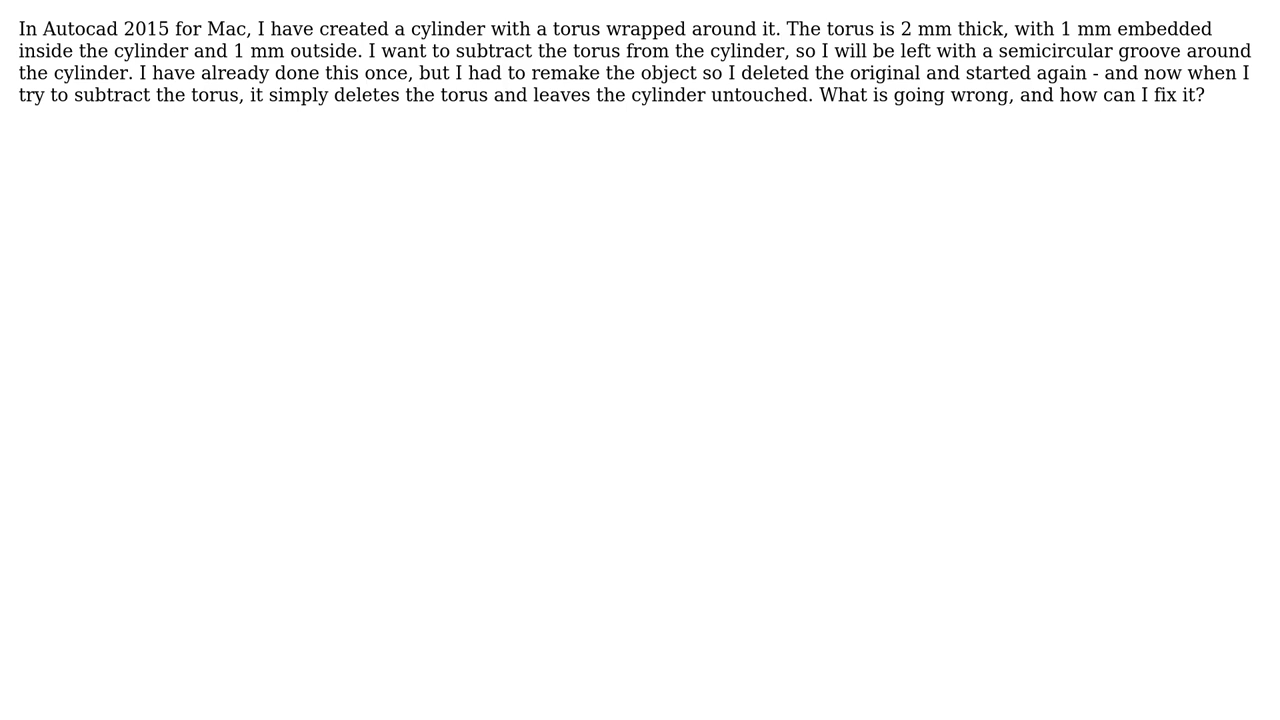 In Autocad 2015 for Mac, I have created a cylinder with a torus wrapped around it. The torus is 2 mm thick, with 1 mm embedded
inside the cylinder and 1 mm outside. I want to subtract the torus from the cylinder, so I will be left with a semicircular groove around
the cylinder. I have already done this once, but I had to remake the object so I deleted the original and started again - and now when I
try to subtract the torus, it simply deletes the torus and leaves the cylinder untouched. What is going wrong, and how can I fix it?